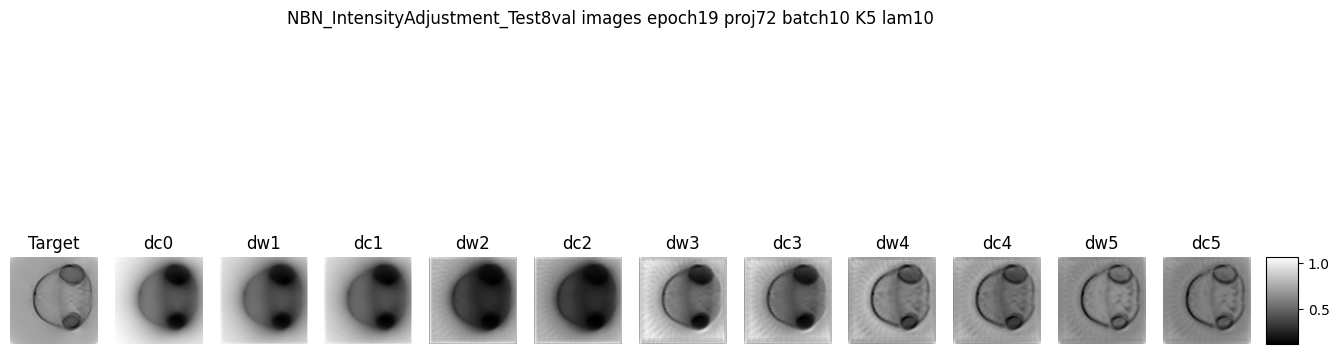 NBN_IntensityAdjustment_Test8val images epoch19 proj72 batch10 K5 lam10
Target dc0 dw1 dc1 dw2 dc2 dw3 dc3 dw4 dc4 dw5 dc5
1.0
0.5